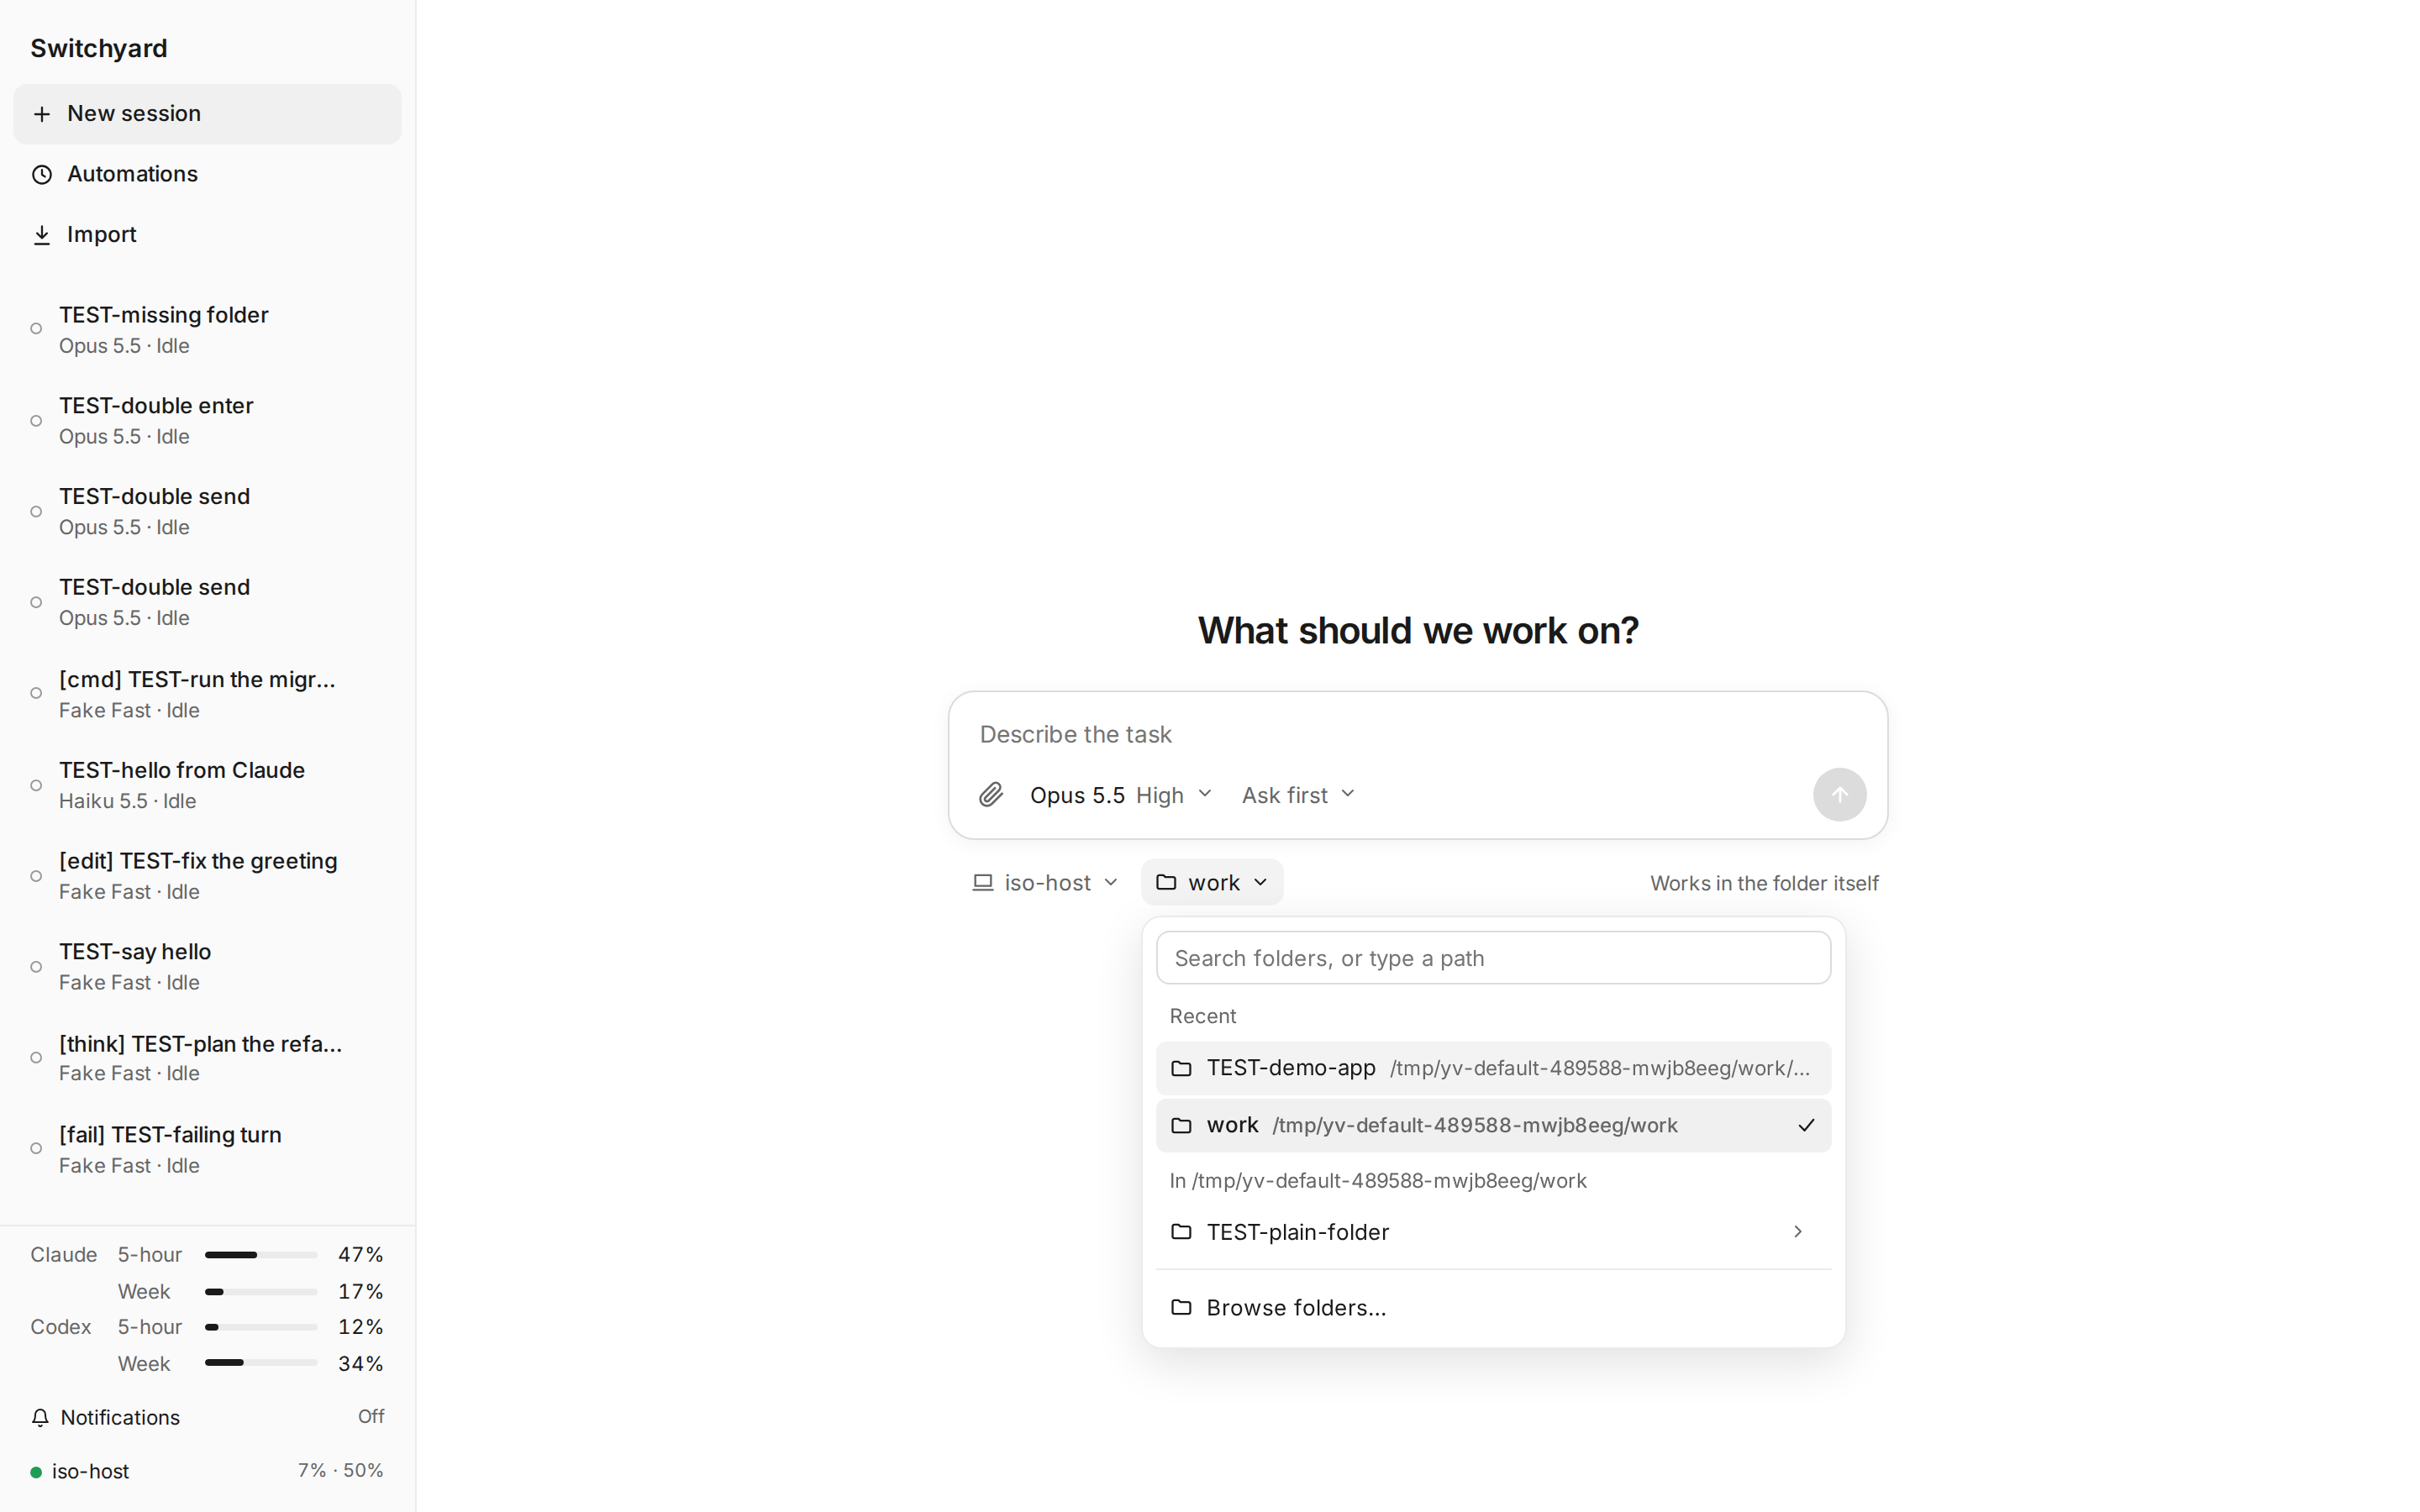 Switchyard
New session
Automations
Import
TEST-missing folder
Opus 5.5 · Idle
TEST-double enter
Opus 5.5 · Idle
TEST-double send
Opus 5.5 · Idle
TEST-double send
Opus 5.5 · Idle
[cmd] TEST-run the migr...
Fake Fast · Idle
TEST-hello from Claude
Haiku 5.5 · Idle
[edit] TEST-fix the greeting
Fake Fast · Idle
TEST-say hello
Fake Fast · Idle
[think] TEST-plan the refa...
Fake Fast · Idle
[fail] TEST-failing turn
Fake Fast · Idle
Claude 5-hour 47%
Week 17%
Codex 5-hour 12%
Week 34%
Notifications Off
iso-host 7% · 50%
What should we work on?
Describe the task
Opus 5.5 High Ask first
iso-host work Works in the folder itself
Search folders, or type a path
Recent
TEST-demo-app /tmp/yv-default-489588-mwjb8eeg/work/...
work /tmp/yv-default-489588-mwjb8eeg/work
In /tmp/yv-default-489588-mwjb8eeg/work
TEST-plain-folder
Browse folders...